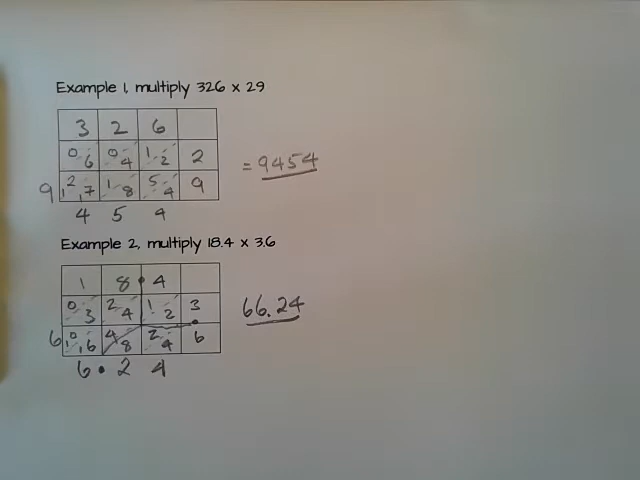 Example 1, multiply 326 x 29
3 2 6
0 6 0 4 1 2 2
= 9454
9 1 2 1 7 1 8 5 4 9
4 5 4
Example 2, multiply 18.4 x 3.6
1 8 . 4
0 3 2 4 1 2 3
66.24
6 1 0 1 6 4 8 2 4 6
6 . 2 4